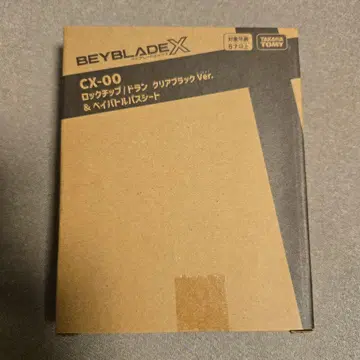 BEYBLADE X
対象年齢
6才以上
TAKARA
TOMY
CX-00
ロックチップ/ドラン クリアブラックVer.
& ベイバトルパスシート